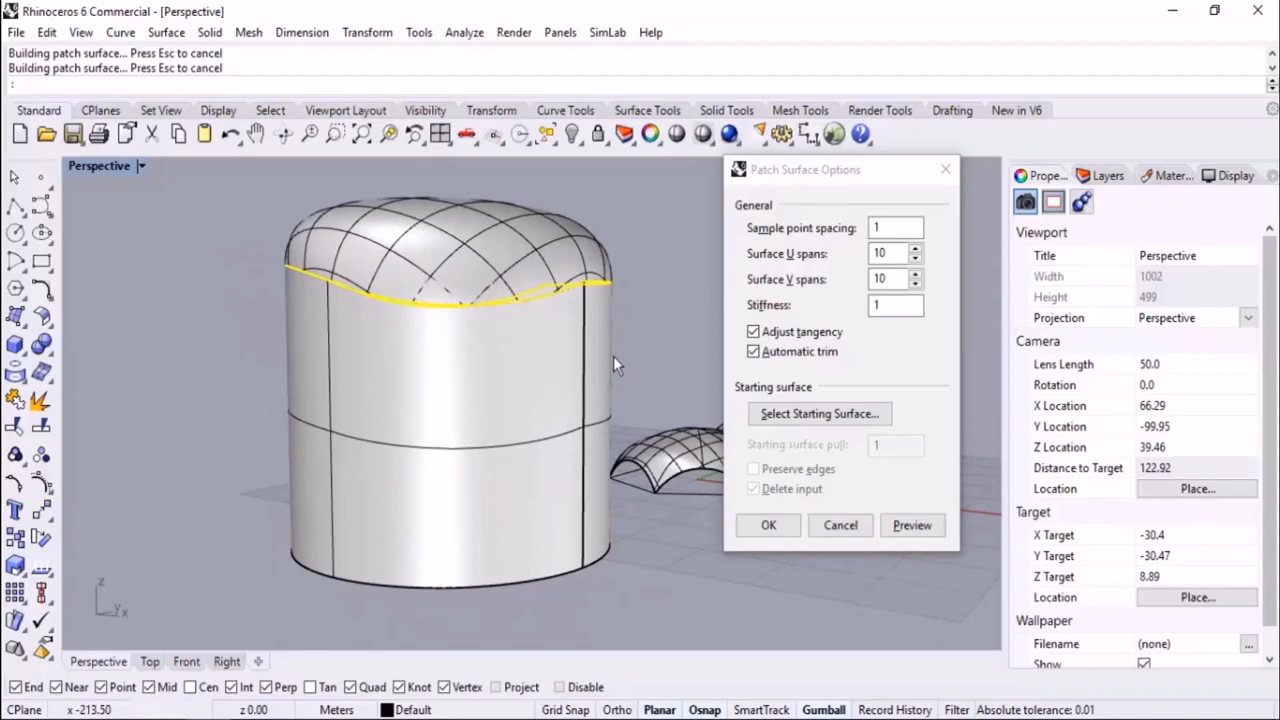 Rhinoceros 6 Commercial - [Perspective]
File Edit View Curve Surface Solid Mesh Dimension Transform Tools Analyze Render Panels SimLab Help
Building patch surface... Press Esc to cancel
Building patch surface... Press Esc to cancel
:
Standard CPlanes Set View Display Select Viewport Layout Visibility Transform Curve Tools Surface Tools Solid Tools Mesh Tools Render Tools Drafting New in V6
Perspective
Patch Surface Options
General
Sample point spacing: 1
Surface U spans: 10
Surface V spans: 10
Stiffness: 1
Adjust tangency
Automatic trim
Starting surface
Select Starting Surface...
Starting surface pull: 1
Preserve edges
Delete input
OK Cancel Preview
z
y x
Prope... Layers Mater... Display
Viewport
Title Perspective
Width 1002
Height 499
Projection Perspective
Camera
Lens Length 50.0
Rotation 0.0
X Location 66.29
Y Location -99.95
Z Location 39.46
Distance to Target 122.92
Location Place...
Target
X Target -30.4
Y Target -30.47
Z Target 8.89
Location Place...
Wallpaper
Filename (none) ...
Show
Perspective Top Front Right
End Near Point Mid Cen Int Perp Tan Quad Knot Vertex Project Disable
CPlane x -213.50 z 0.00 Meters Default Grid Snap Ortho Planar Osnap SmartTrack Gumball Record History Filter Absolute tolerance: 0.01